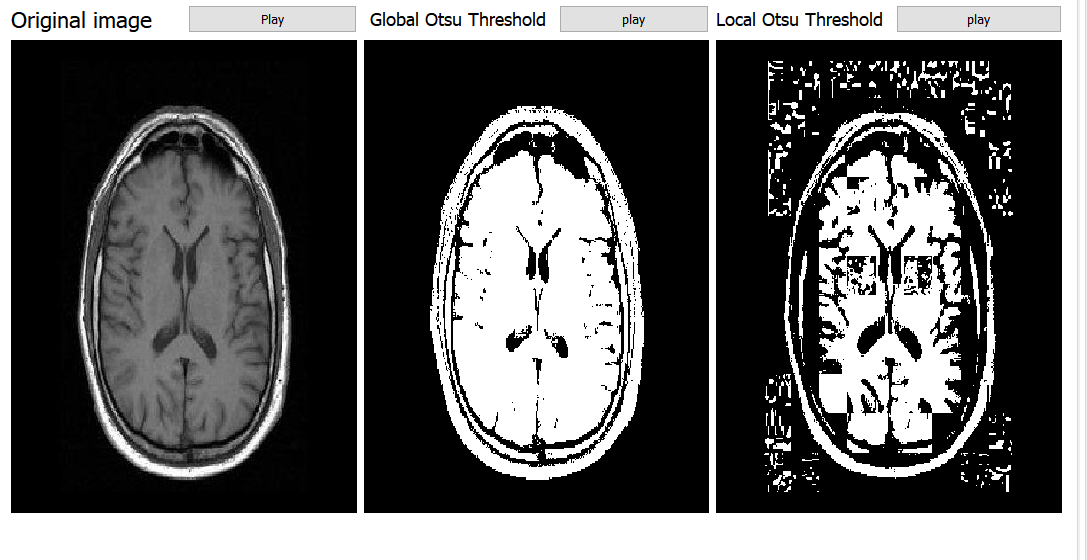 Original image
Play
Global Otsu Threshold
play
Local Otsu Threshold
play